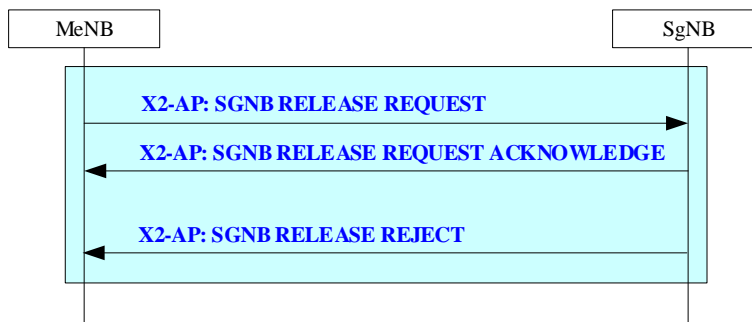 MeNB
SgNB
X2-AP: SGNB RELEASE REQUEST
X2-AP: SGNB RELEASE REQUEST ACKNOWLEDGE
X2-AP: SGNB RELEASE REJECT